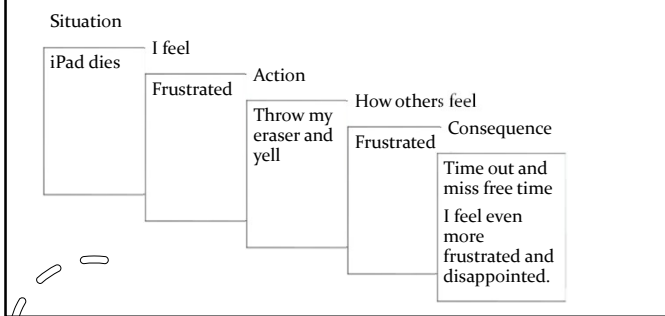 Situation
iPad dies
I feel
Frustrated
Action
Throw my
eraser and
yell
How others feel
Frustrated
Consequence
Time out and
miss free time
I feel even
more
frustrated and
disappointed.